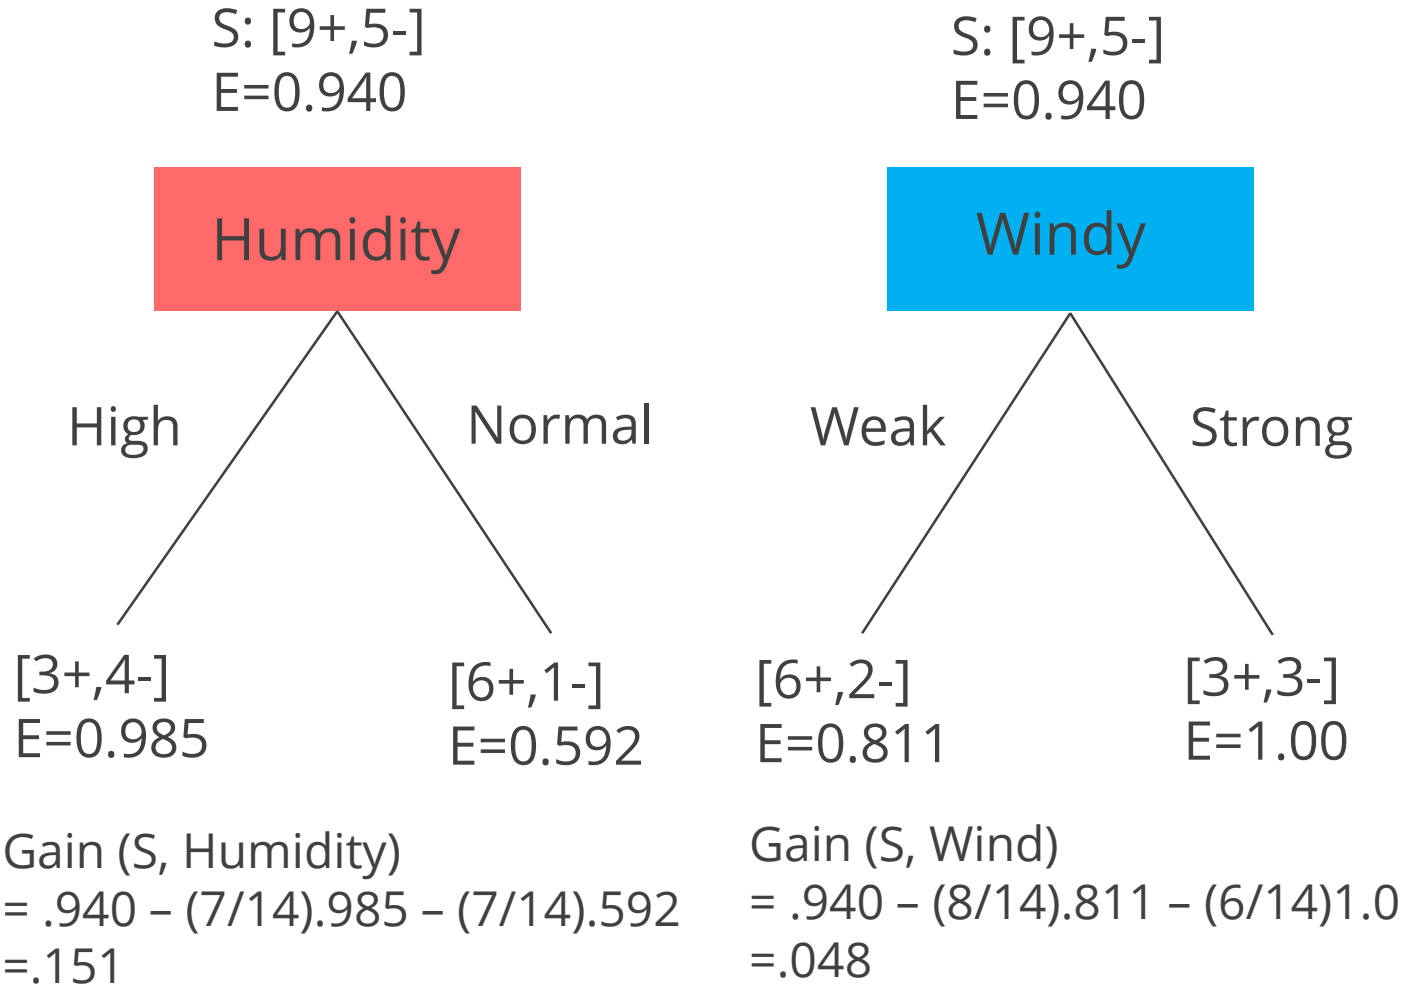 S: [9+,5-]
E=0.940
Humidity
High
Normal
[3+,4-]
E=0.985
[6+,1-]
E=0.592
Gain (S, Humidity)
= .940 – (7/14).985 – (7/14).592
=.151
S: [9+,5-]
E=0.940
Windy
Weak
Strong
[6+,2-]
E=0.811
[3+,3-]
E=1.00
Gain (S, Wind)
= .940 – (8/14).811 – (6/14)1.0
=.048